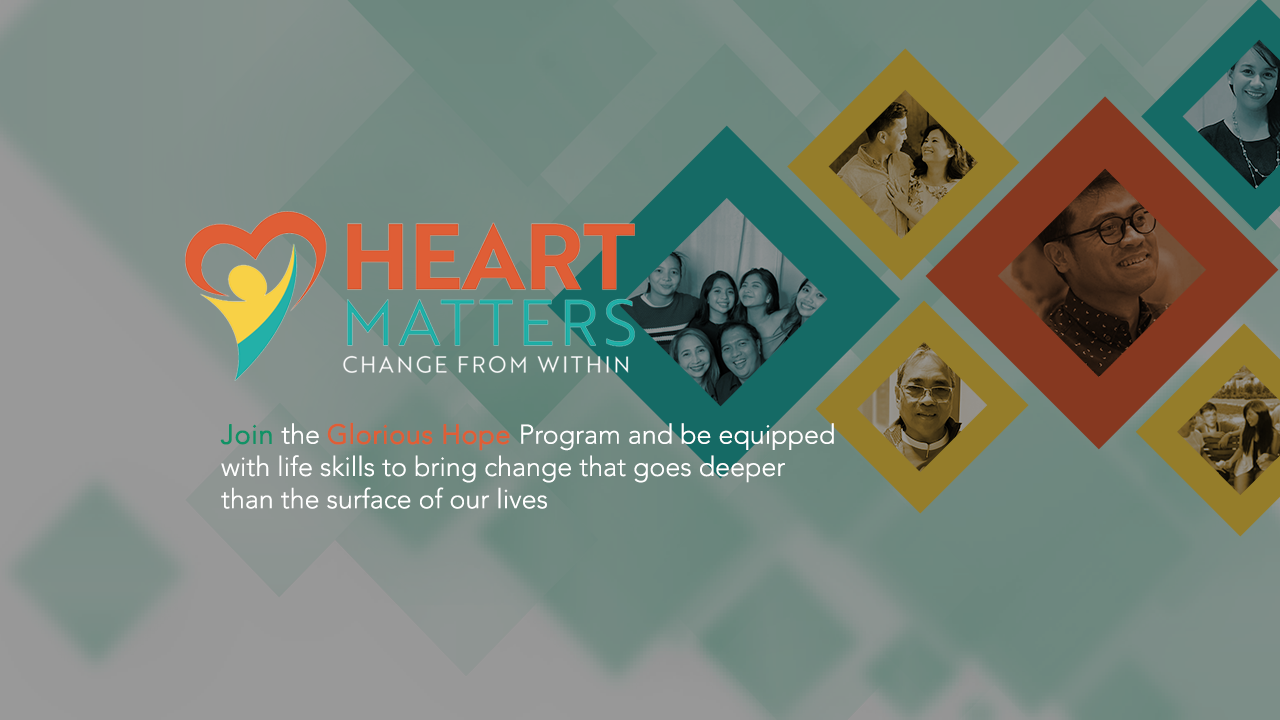 HEART
MATTERS
CHANGE FROM WITHIN
Join the Glorious Hope Program and be equipped
with life skills to bring change that goes deeper
than the surface of our lives